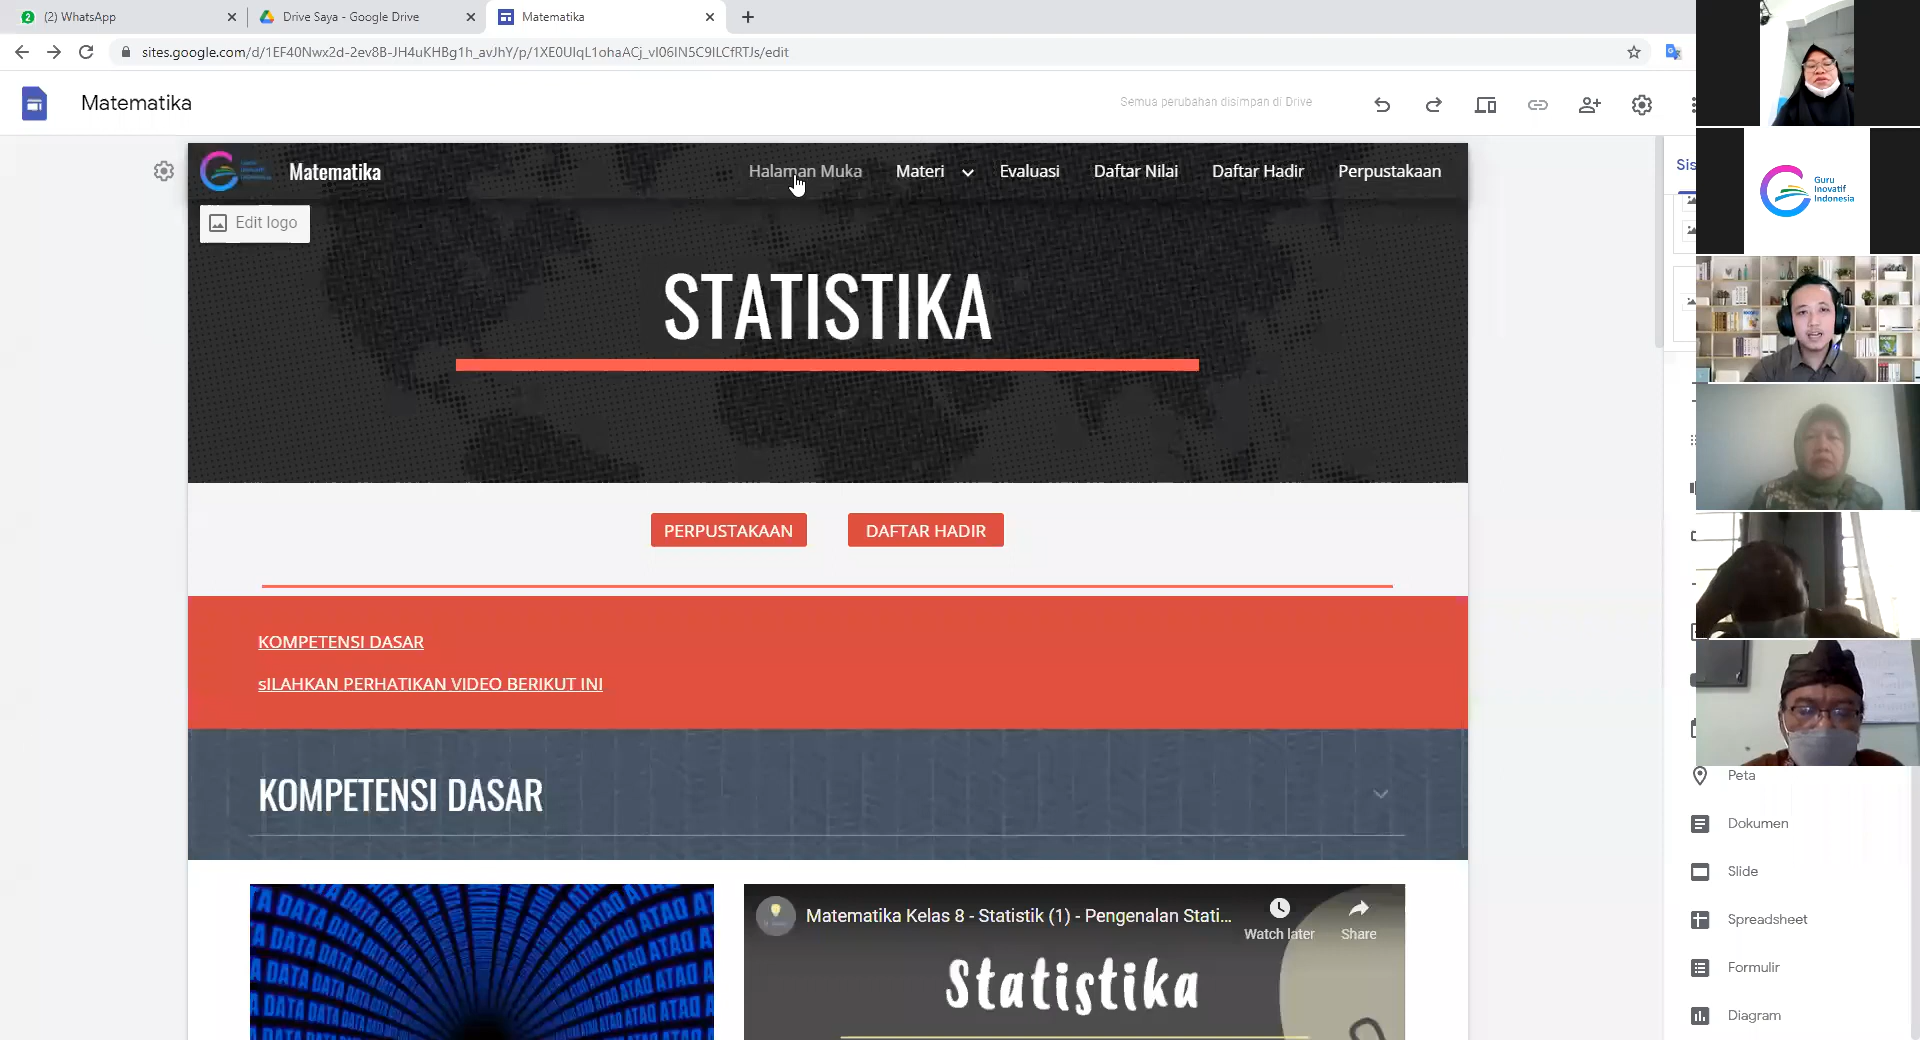 (2) WhatsApp
Drive Saya - Google Drive
Matematika
sites.google.com/d/1EF40Nwx2d-2ev8B-JH4uKHBg1h_avJhY/p/1XE0UIqL1ohaACj_vI06IN5C9ILCfRTJs/edit
Matematika
Semua perubahan disimpan di Drive
Matematika
Halaman Muka
Materi
Evaluasi
Daftar Nilai
Daftar Hadir
Perpustakaan
Sis
Guru
Inovatif
Indonesia
Edit logo
STATISTIKA
PERPUSTAKAAN
DAFTAR HADIR
KOMPETENSI DASAR
sILAHKAN PERHATIKAN VIDEO BERIKUT INI
KOMPETENSI DASAR
Matematika Kelas 8 - Statistik (1) - Pengenalan Stati...
Watch later
Share
Statistika
Peta
Dokumen
Slide
Spreadsheet
Formulir
Diagram